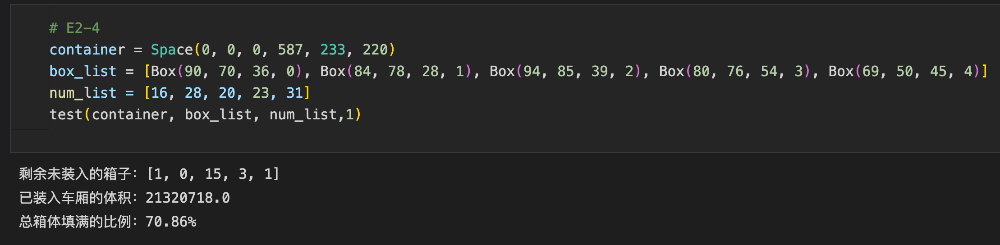 # E2-4
container = Space(0, 0, 0, 587, 233, 220)
box_list = [Box(90, 70, 36, 0), Box(84, 78, 28, 1), Box(94, 85, 39, 2), Box(80, 76, 54, 3), Box(69, 50, 45, 4)]
num_list = [16, 28, 20, 23, 31]
test(container, box_list, num_list,1)
剩余未装入的箱子：[1, 0, 15, 3, 1]
已装入车厢的体积：21320718.0
总箱体填满的比例：70.86%